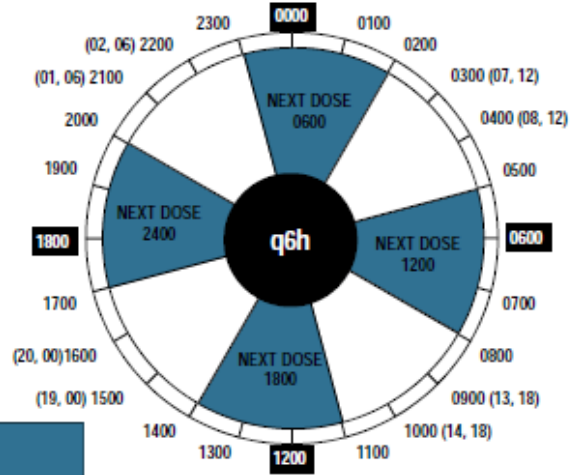 0000
2300
0100
(02, 06) 2200
0200
(01, 06) 2100
0300 (07, 12)
2000
0400 (08, 12)
1900
0500
1800
0600
1700
0700
(20, 00)1600
0800
(19, 00) 1500
0900 (13, 18)
1400
1000 (14, 18)
1300
1100
1200
NEXT DOSE
0600
NEXT DOSE
2400
q6h
NEXT DOSE
1200
NEXT DOSE
1800